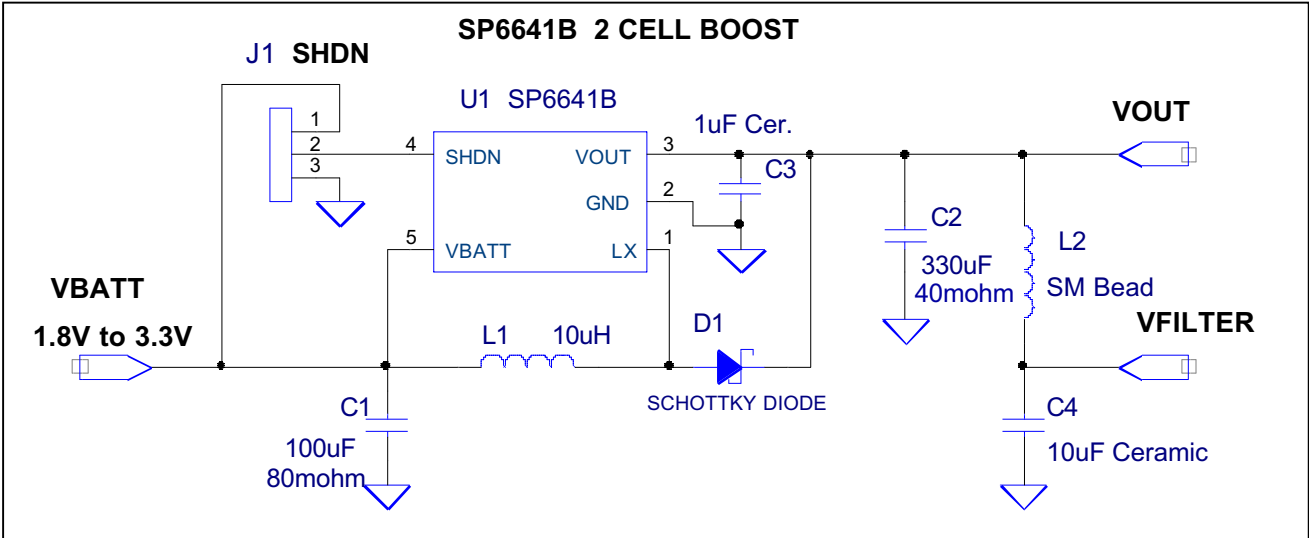 SP6641B 2 CELL BOOST
J1 SHDN
U1 SP6641B
1
2
3
4
SHDN
VOUT
3
1uF Cer.
C3
VOUT
GND
2
5
VBATT
LX
1
C2
330uF
40mohm
L2
SM Bead
VBATT
1.8V to 3.3V
L1 10uH
D1
SCHOTTKY DIODE
VFILTER
C1
100uF
80mohm
C4
10uF Ceramic